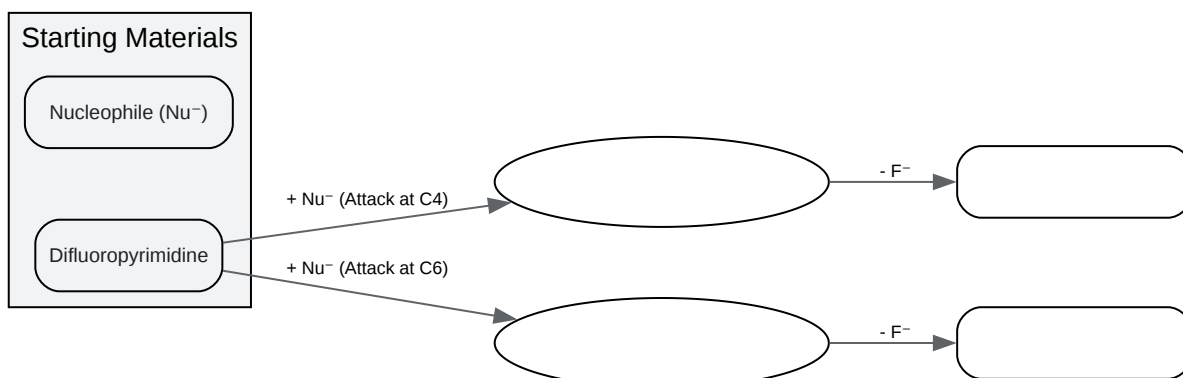 Starting Materials
Nucleophile (Nu⁻)
+ Nu⁻ (Attack at C4)
- F⁻
Difluoropyrimidine
+ Nu⁻ (Attack at C6)
- F⁻